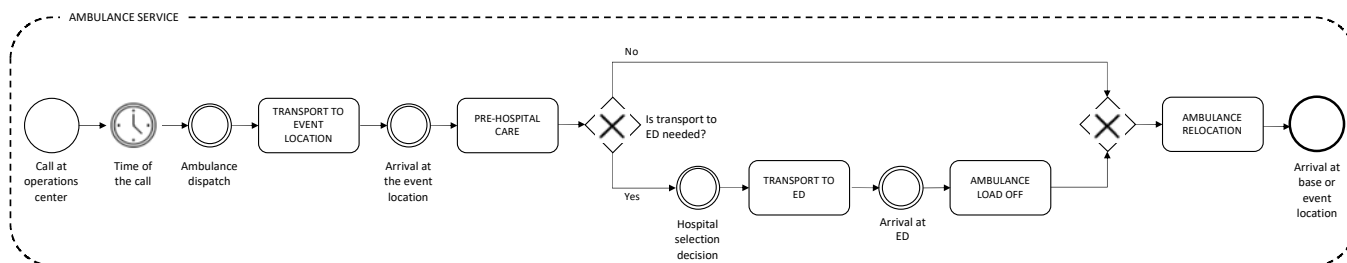 AMBULANCE SERVICE
Call at
operations
center
Time of
the call
Ambulance
dispatch
TRANSPORT TO
EVENT
LOCATION
Arrival at
the event
location
PRE-HOSPITAL
CARE
Is transport to
ED needed?
No
Yes
Hospital
selection
decision
TRANSPORT TO
ED
Arrival at
ED
AMBULANCE
LOAD OFF
AMBULANCE
RELOCATION
Arrival at
base or
event
location